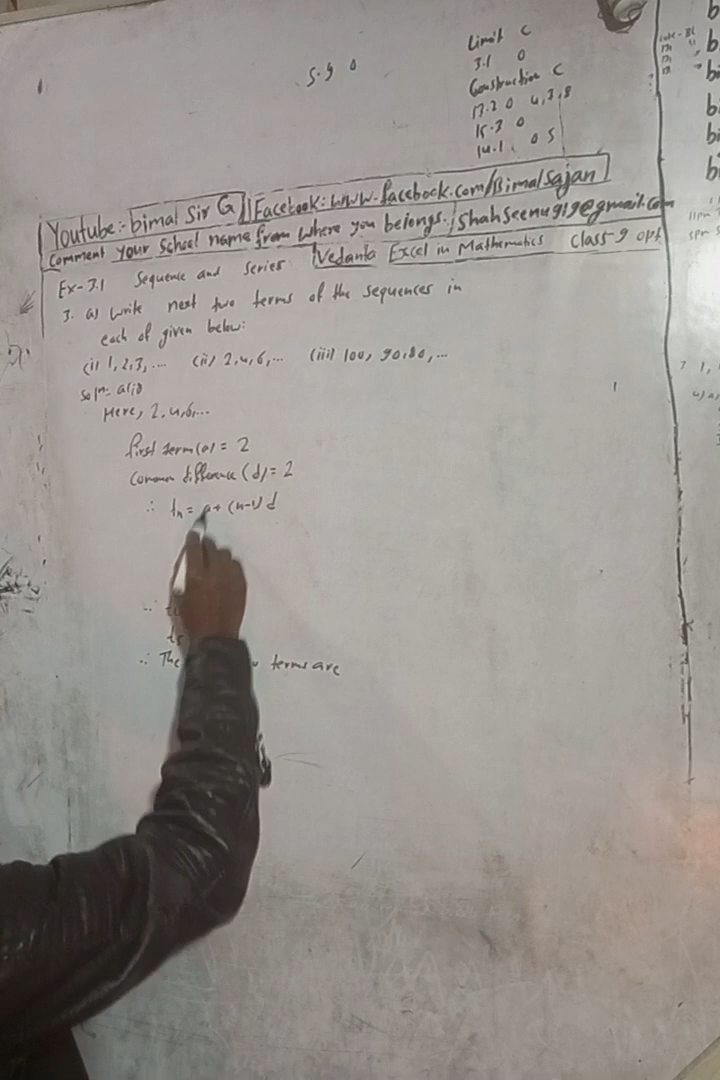 Limit C
3.1 0
5.9 0
Construction C
17.2 0 4,3,8
15.3 0
14.1 0 5
Youtube:- bimal Sir G Facebook: www.facebook.com/Bimalsajan
Comment your School name from where you belongs. / Shahseenu919@gmail.com
Vedanta Excel in Mathematics Class-9 opt
Ex-3.1 Sequence and Series
3. a) Write next two terms of the sequences in
each of given below:
(i) 1,2,3,... (ii) 2,4,6,... (iii) 100, 90,80,...
Soln: a(ii)
Here, 2,4,6,...
first term(a) = 2
Common difference (d) = 2
∴ tn = a+ (n-1) d
∴ The terms are